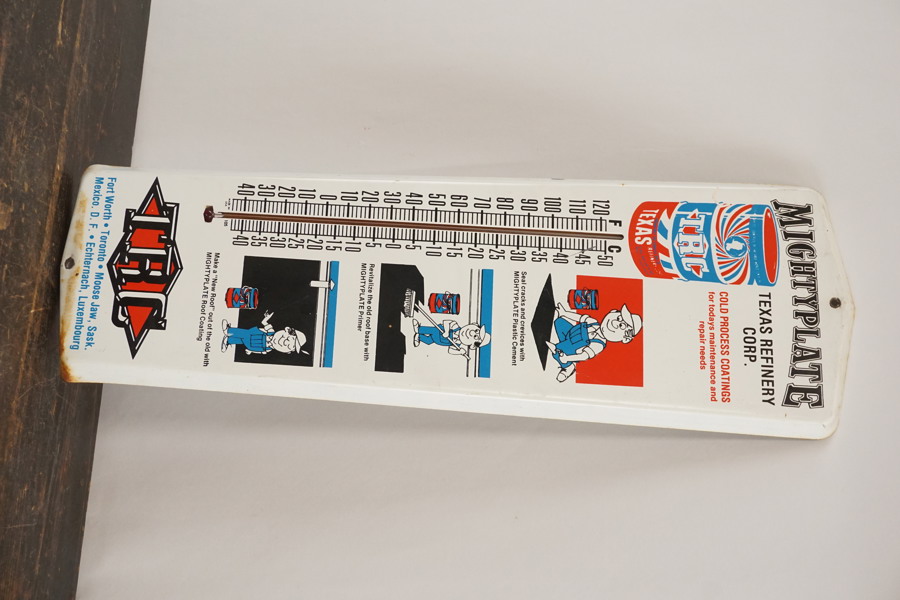 MIGHTYPLATE
TEXAS REFINERY
CORP.
TEXAS
TRC
COLD PROCESS COATINGS
for todays maintenance and
repair needs
F C
120
110
100
90
80
70
60
50
40
30
20
10
0
10
20
30
40
50
45
40
35
30
25
20
15
10
5
0
5
10
15
20
25
30
35
40
Seal cracks and crevices with
MIGHTYPLATE Plastic Cement
Revitalize the old roof base with
MIGHTYPLATE Primer
Make a "New Roof" out of the old with
MIGHTYPLATE Roof Coating
TRC
Fort Worth • Toronto • Moose Jaw, Sask.
Mexico, D. F. • Echternach, Luxembourg